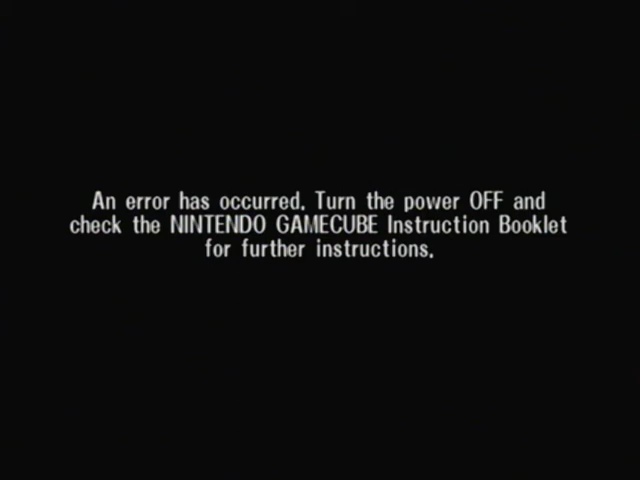 An error has occurred. Turn the power OFF and
check the NINTENDO GAMECUBE Instruction Booklet
for further instructions.